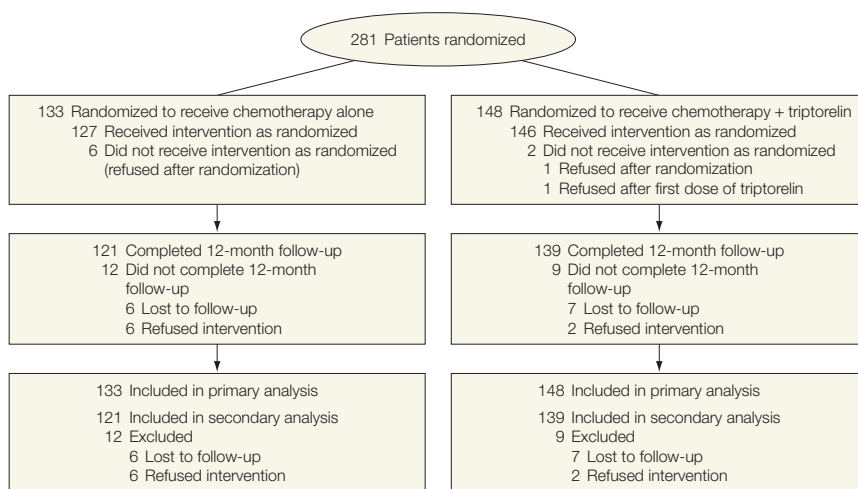 281 Patients randomized
133 Randomized to receive chemotherapy alone
127 Received intervention as randomized
6 Did not receive intervention as randomized
(refused after randomization)
148 Randomized to receive chemotherapy + triptorelin
146 Received intervention as randomized
2 Did not receive intervention as randomized
1 Refused after randomization
1 Refused after first dose of triptorelin
121 Completed 12-month follow-up
12 Did not complete 12-month
follow-up
6 Lost to follow-up
6 Refused intervention
139 Completed 12-month follow-up
9 Did not complete 12-month
follow-up
7 Lost to follow-up
2 Refused intervention
133 Included in primary analysis
121 Included in secondary analysis
12 Excluded
6 Lost to follow-up
6 Refused intervention
148 Included in primary analysis
139 Included in secondary analysis
9 Excluded
7 Lost to follow-up
2 Refused intervention